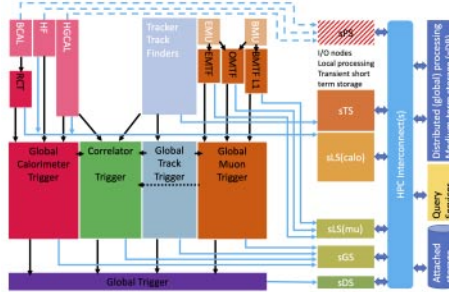 BCAL
HF
HGCAL
Tracker
Track
Finders
EMU
BMU
RCT
EMTF
OMTF
BMTF L1
Global
Calorimeter
Trigger
Correlator
Trigger
Global
Track
Trigger
Global
Muon
Trigger
Global Trigger
sPS
I/O nodes
Local processing
Transient short
term storage
sTS
sLS(calo)
sLS(mu)
sGS
sDS
HPC Interconnect(s)
Distributed (global) processing
Query
Attached